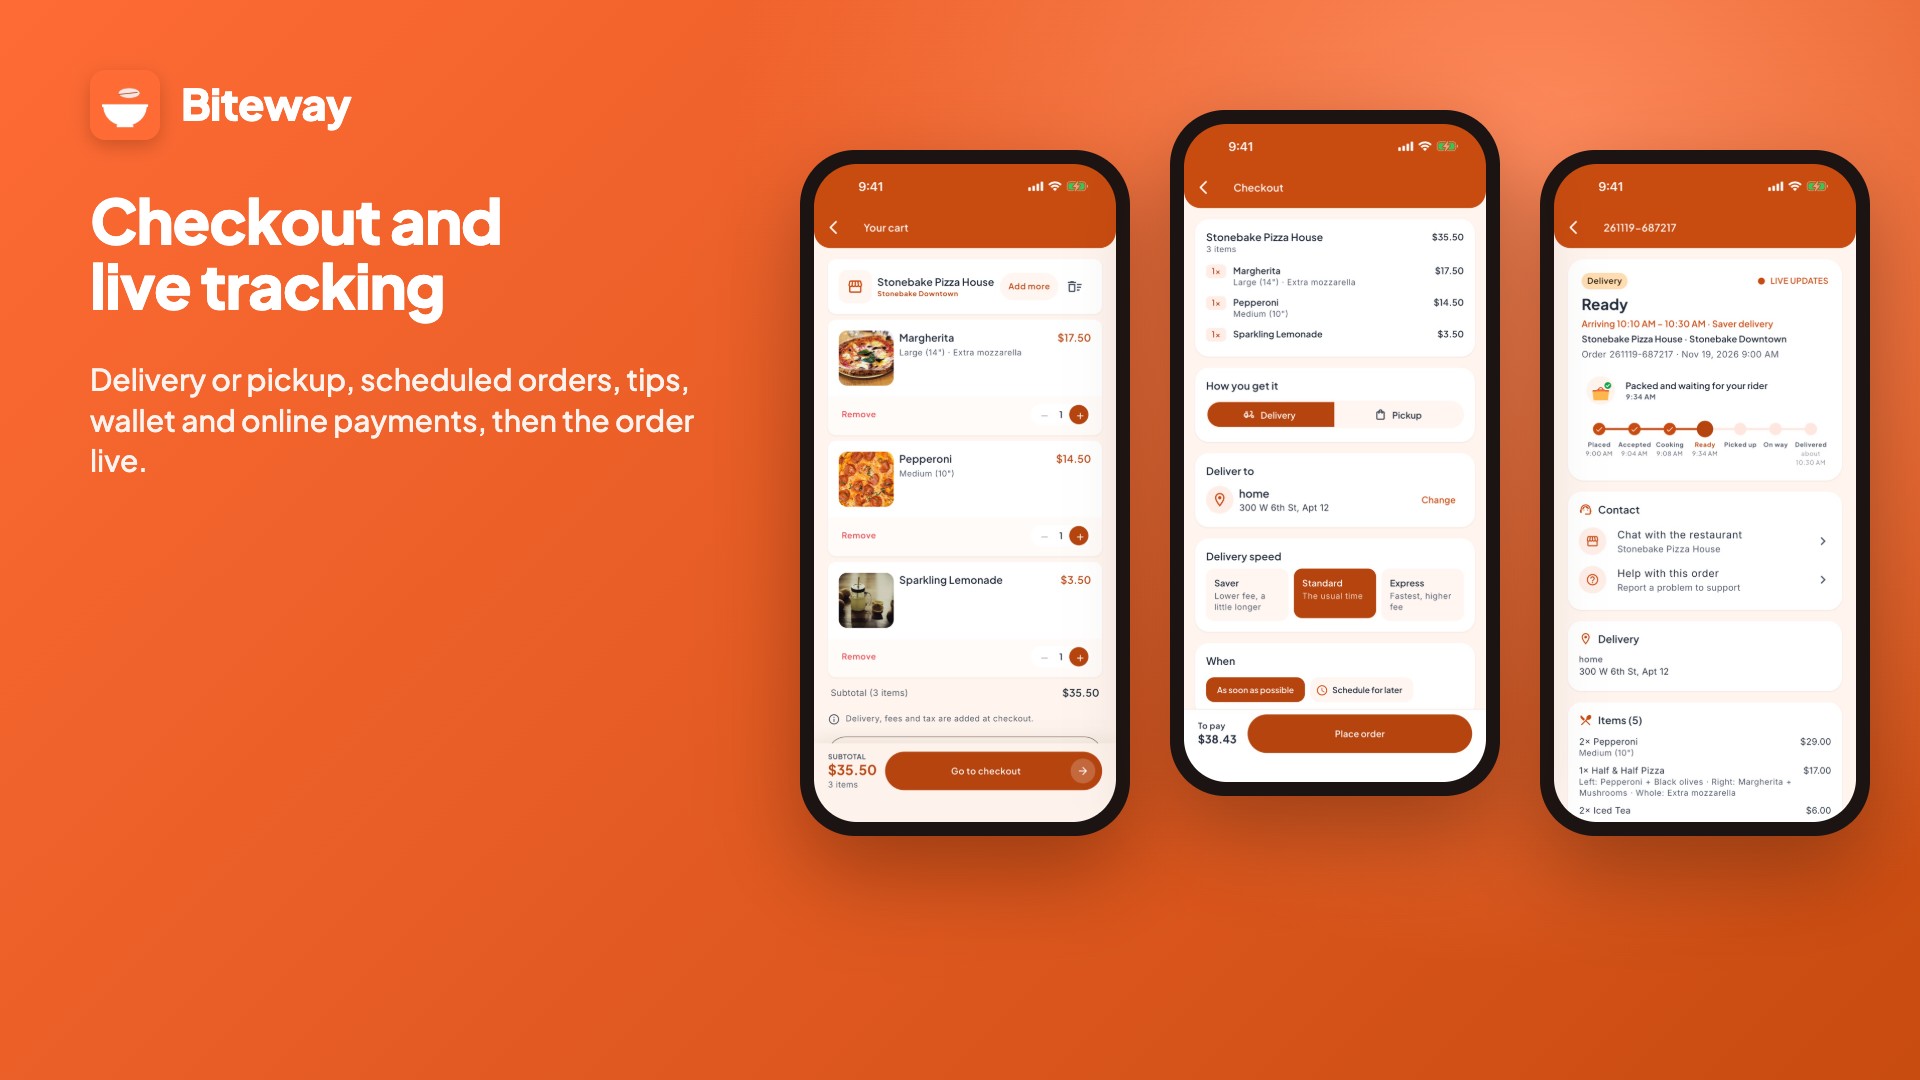 Biteway
Checkout and
live tracking
Delivery or pickup, scheduled orders, tips,
wallet and online payments, then the order
live.
9:41
Your cart
Stonebake Pizza House
Stonebake Downtown
Add more
Margherita
$17.50
Large (14") · Extra mozzarella
Remove
− 1 +
Pepperoni
$14.50
Medium (10")
Remove
− 1 +
Sparkling Lemonade
$3.50
Remove
− 1 +
Subtotal (3 items)
$35.50
Delivery, fees and tax are added at checkout.
SUBTOTAL
$35.50
3 items
Go to checkout
9:41
Checkout
Stonebake Pizza House
$35.50
3 items
1× Margherita
$17.50
Large (14") · Extra mozzarella
1× Pepperoni
$14.50
Medium (10")
1× Sparkling Lemonade
$3.50
How you get it
Delivery
Pickup
Deliver to
home
300 W 6th St, Apt 12
Change
Delivery speed
Saver
Lower fee, a
little longer
Standard
The usual time
Express
Fastest, higher
fee
When
As soon as possible
Schedule for later
To pay
$38.43
Place order
9:41
261119-687217
Delivery
LIVE UPDATES
Ready
Arriving 10:10 AM – 10:30 AM · Saver delivery
Stonebake Pizza House · Stonebake Downtown
Order 261119-687217 · Nov 19, 2026 9:00 AM
Packed and waiting for your rider
9:34 AM
Placed Accepted Cooking Ready Picked up On way Delivered
9:00 AM 9:04 AM 9:08 AM 9:34 AM about
10:30 AM
Contact
Chat with the restaurant
Stonebake Pizza House
Help with this order
Report a problem to support
Delivery
home
300 W 6th St, Apt 12
Items (5)
2× Pepperoni
$29.00
Medium (10")
1× Half & Half Pizza
$17.00
Left: Pepperoni + Black olives · Right: Margherita +
Mushrooms · Whole: Extra mozzarella
2× Iced Tea
$6.00